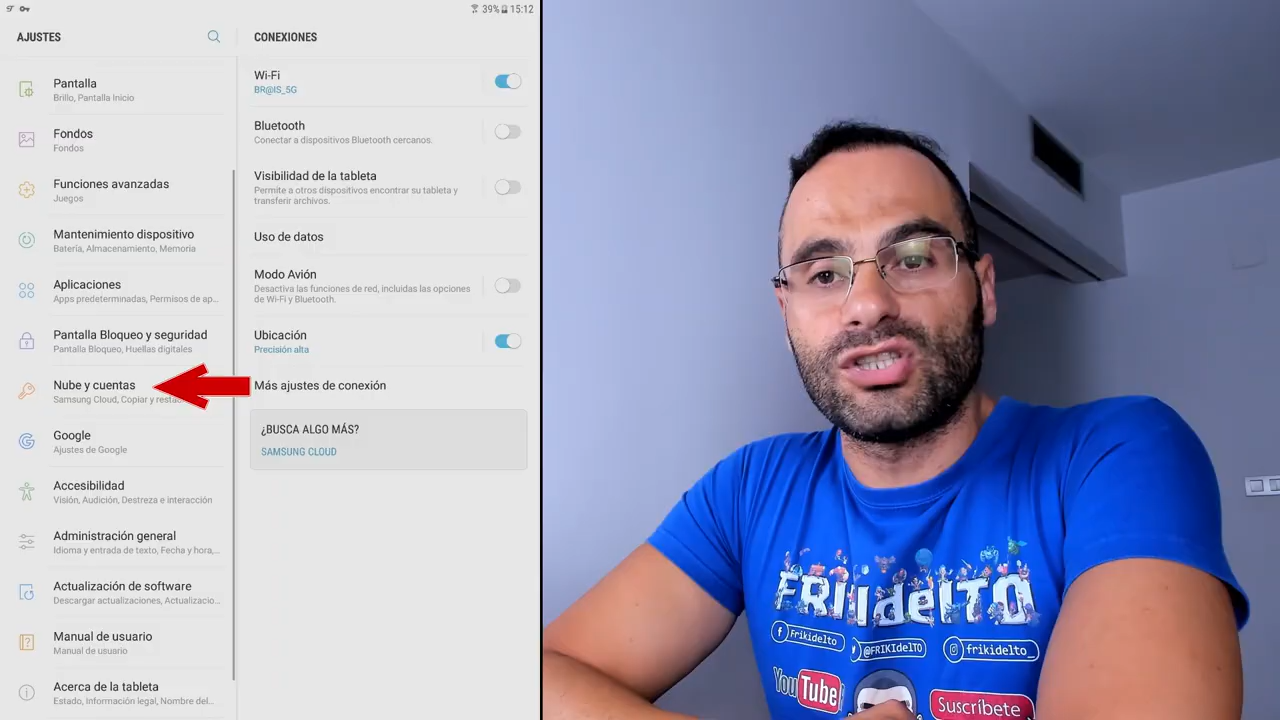 39% 15:12
AJUSTES
Pantalla
Brillo, Pantalla Inicio
Fondos
Fondos
Funciones avanzadas
Juegos
Mantenimiento dispositivo
Batería, Almacenamiento, Memoria
Aplicaciones
Apps predeterminadas, Permisos de ap...
Pantalla Bloqueo y seguridad
Pantalla Bloqueo, Huellas digitales
Nube y cuentas
Samsung Cloud, Copiar y resta
Google
Ajustes de Google
Accesibilidad
Visión, Audición, Destreza e interacción
Administración general
Idioma y entrada de texto, Fecha y hora,...
Actualización de software
Descargar actualizaciones, Actualizacio...
Manual de usuario
Manual de usuario
Acerca de la tableta
Estado, Información legal, Nombre del...
CONEXIONES
Wi-Fi
BR@IS_5G
Bluetooth
Conectar a dispositivos Bluetooth cercanos.
Visibilidad de la tableta
Permite a otros dispositivos encontrar su tableta y
transferir archivos.
Uso de datos
Modo Avión
Desactiva las funciones de red, incluidas las opciones
de Wi-Fi y Bluetooth.
Ubicación
Precisión alta
Más ajustes de conexión
¿BUSCA ALGO MÁS?
SAMSUNG CLOUD
FRIKIdelTO
Frikidelto
@FRIKIdelTO
frikidelto_
YouTube
Suscríbete